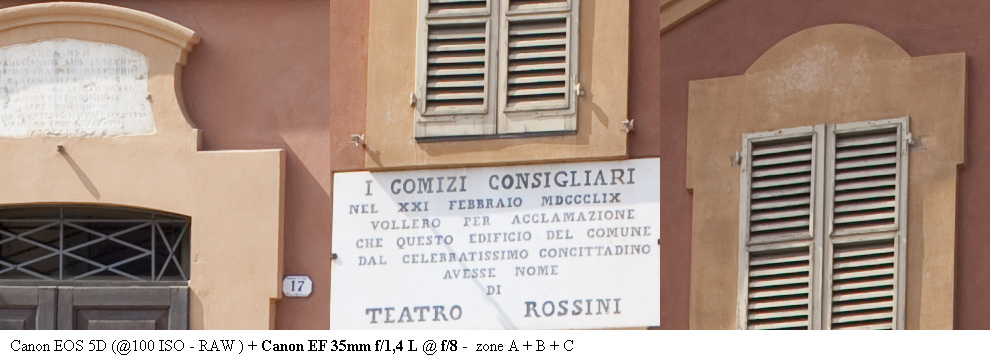 17
I COMIZI CONSIGLIARI
NEL XXI FEBBRAIO MDCCCLIX
VOLLERO PER ACCLAMAZIONE
CHE QUESTO EDIFICIO DEL COMUNE
DAL CELEBRATISSIMO CONCITTADINO
AVESSE NOME
DI
TEATRO ROSSINI
Canon EOS 5D (@100 ISO - RAW ) + Canon EF 35mm f/1,4 L @ f/8 - zone A + B + C